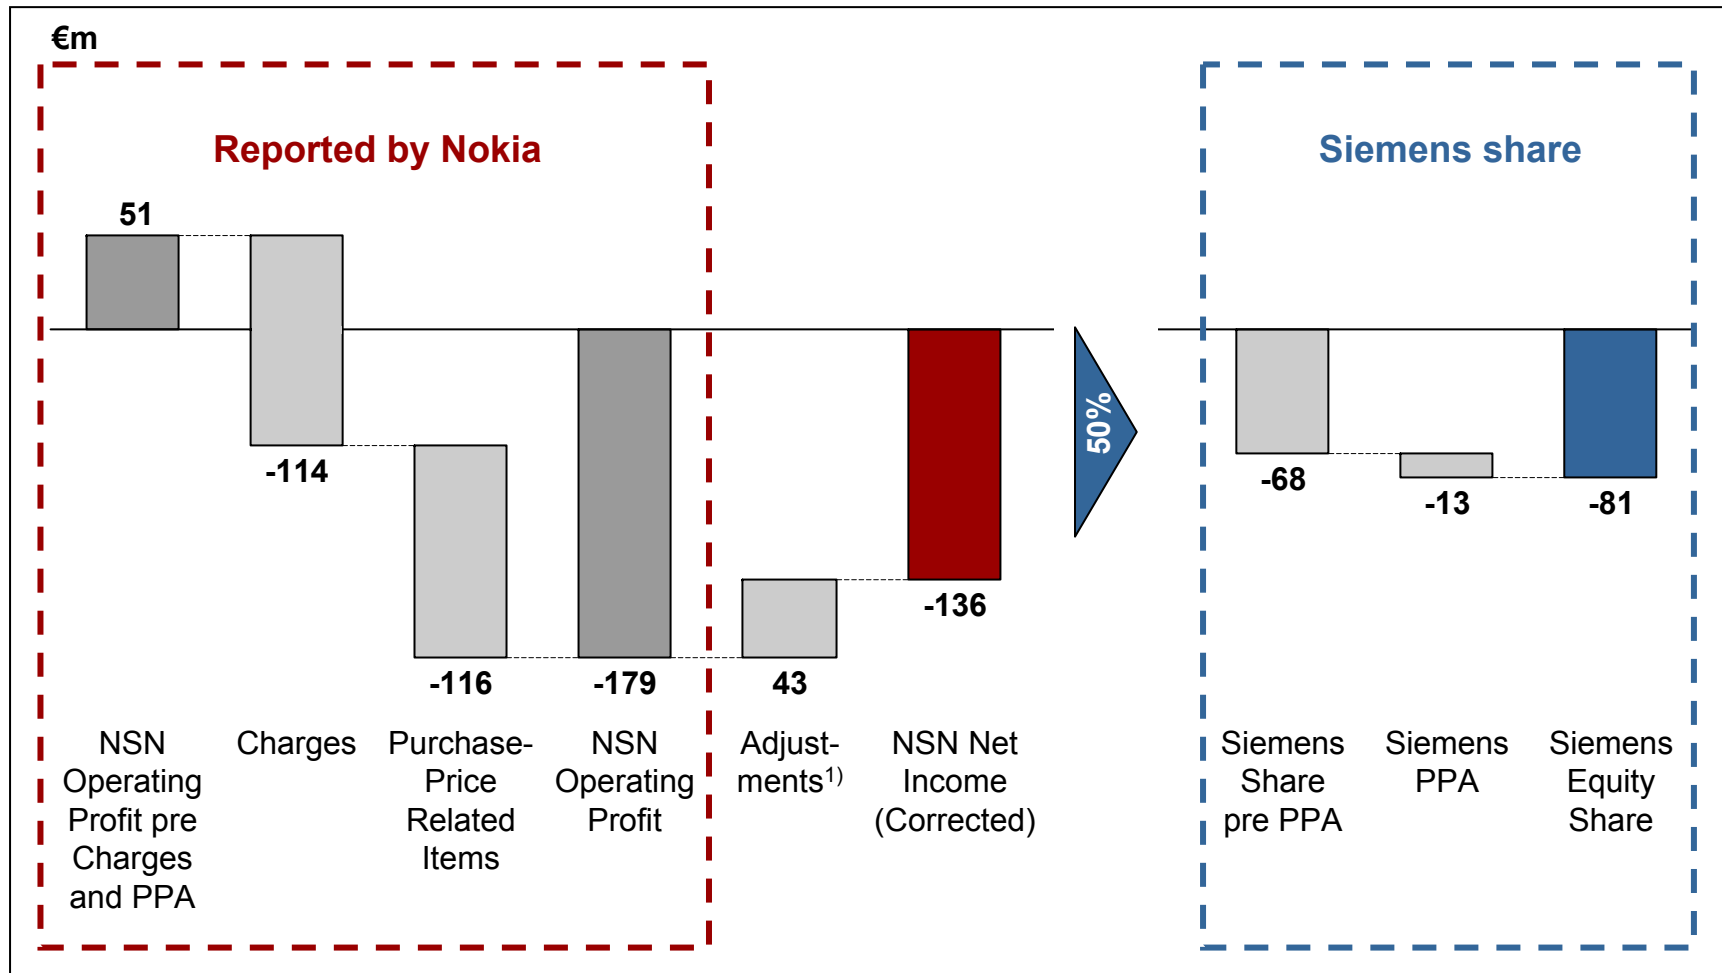 €m
Reported by Nokia
Siemens share
51
-114
-116
-179
43
-136
50%
-68
-13
-81
NSN
Operating
Profit pre
Charges
and PPA
Charges
Purchase-
Price
Related
Items
NSN
Operating
Profit
Adjust-
ments¹⁾
NSN Net
Income
(Corrected)
Siemens
Share
pre PPA
Siemens
PPA
Siemens
Equity
Share